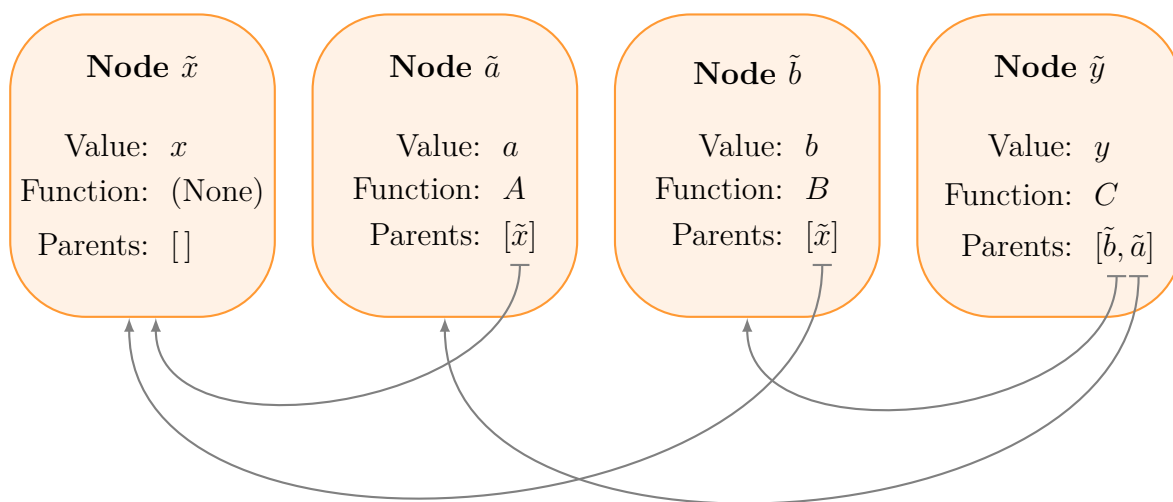 Node x̃
Value: x
Function: (None)
Parents: [ ]
Node ã
Value: a
Function: A
Parents: [x̃]
Node b̃
Value: b
Function: B
Parents: [x̃]
Node ỹ
Value: y
Function: C
Parents: [b̃, ã]